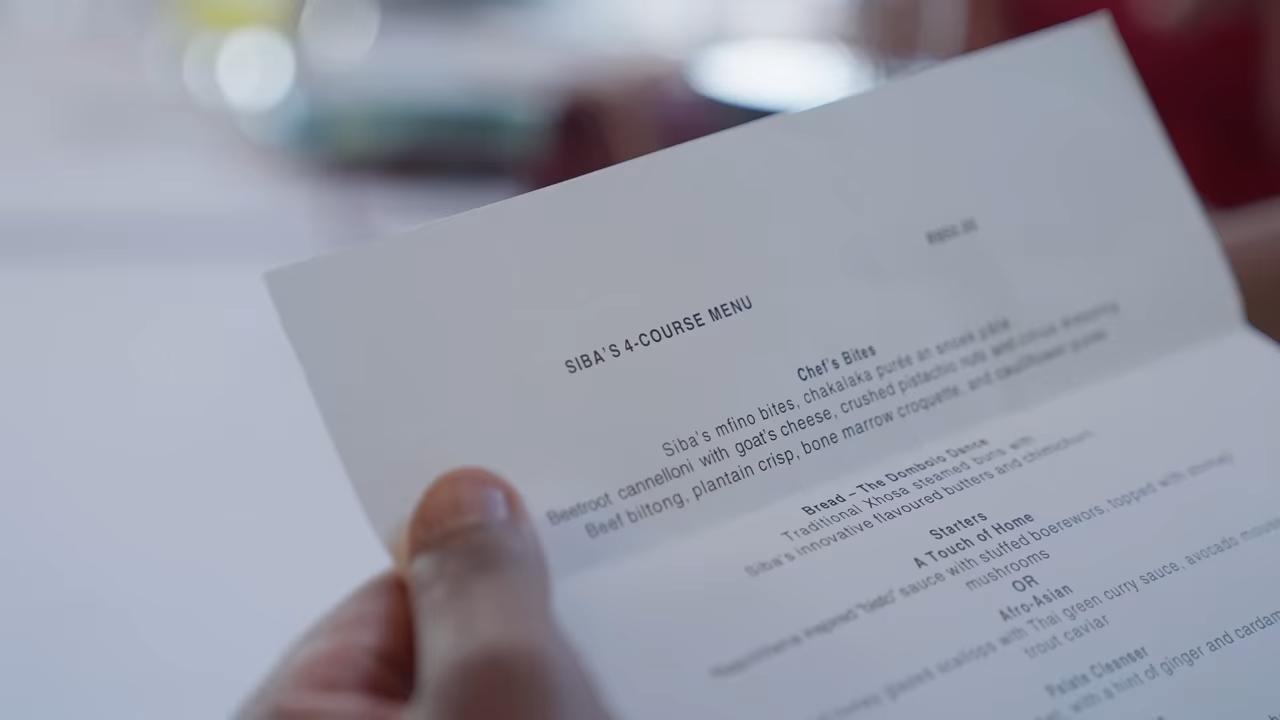 SIBA'S 4-COURSE MENU
Chef's Bites
Siba's mfino bites, chakalaka purée an snoek pâte
Beetroot cannelloni with goat's cheese, crushed pistachio nuts and citrus dressing
Beef biltong, plantain crisp, bone marrow croquette, and cauliflower purée
Bread – The Dombolo Dance
Traditional Xhosa steamed buns with
Siba's innovative flavoured butters and chimichurri
Starters
A Touch of Home
inspired sauce with stuffed boerewors, topped with
mushrooms
OR
Afro-Asian
glazed scallops with Thai green curry sauce, avocado
trout caviar
Palate Cleanser
with a hint of ginger and